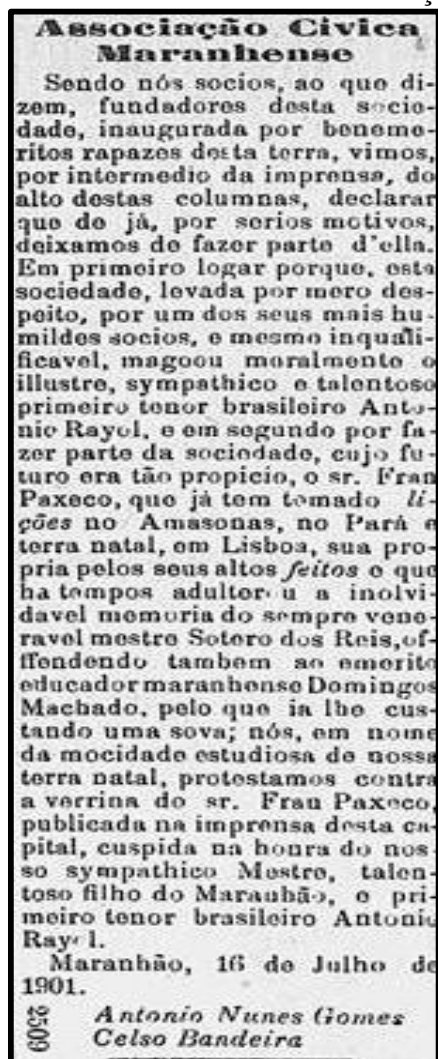 Associação Civica
Maranhense
Sendo nós socios, ao que di-
zem, fundadores desta socie-
dade, inaugurada por beneme-
ritos rapazes desta terra, vimos,
por intermedio da imprensa, do
alto destas columnas, declarar
que de já, por serios motivos,
deixamos de fazer parte d'ella.
Em primeiro logar porque, esta
sociedade, levada por mero des-
peito, por um dos seus mais hu-
mildes socios, e mesmo inquali-
ficavel, magoou moralmente o
illustre, sympathico e talentoso
primeiro tenor brasileiro Anto-
nio Rayol, e em segundo por fa-
zer parte da sociedade, cujo fu-
turo era tão propicio, o sr. Fran
Paxeco, que já tem tomado li-
ções no Amasonas, no Pará e
terra natal, em Lisboa, sua pro-
pria pelos seus altos feitos e que
ha tempos adulterou a inolvi-
davel memoria do sempre vene-
ravel mestre Sotero dos Reis, of-
ffendendo tambem ao emerito
educador maranhense Domingos
Machado, pelo que ia lhe cus-
tando uma sova; nós, em nome
da mocidade estudiosa de nossa
terra natal, protestamos contra
a verrina do sr. Fran Paxeco,
publicada na imprensa desta ca-
pital, cuspida na honra do nos-
so sympathico Mestre, talen-
toso filho do Maranhão, o pri-
meiro tenor brasileiro Antonio
Rayol.
Maranhão, 16 de Julho de
1901.
2509
Antonio Nunes Gomes
Celso Bandeira